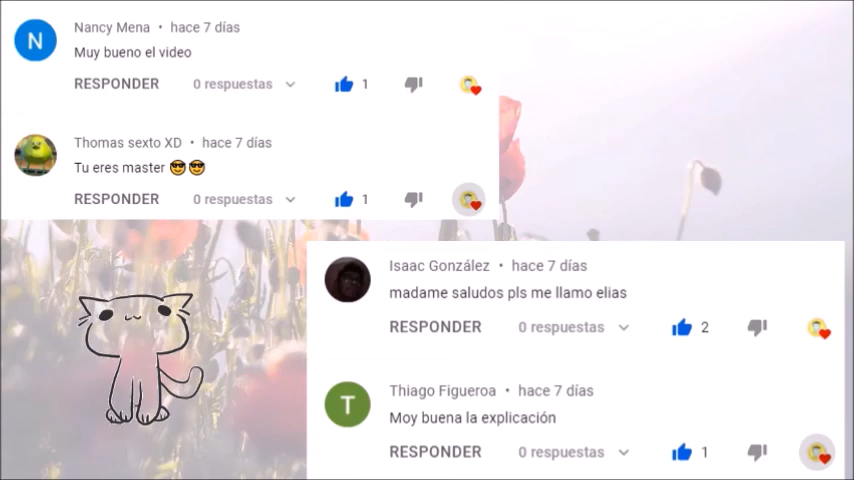 Nancy Mena • hace 7 días
Muy bueno el video
RESPONDER 0 respuestas 1
Thomas sexto XD • hace 7 días
Tu eres master 😎😎
RESPONDER 0 respuestas 1
Isaac González • hace 7 días
madame saludos pls me llamo elias
RESPONDER 0 respuestas 2
Thiago Figueroa • hace 7 días
Moy buena la explicación
RESPONDER 0 respuestas 1
N
T